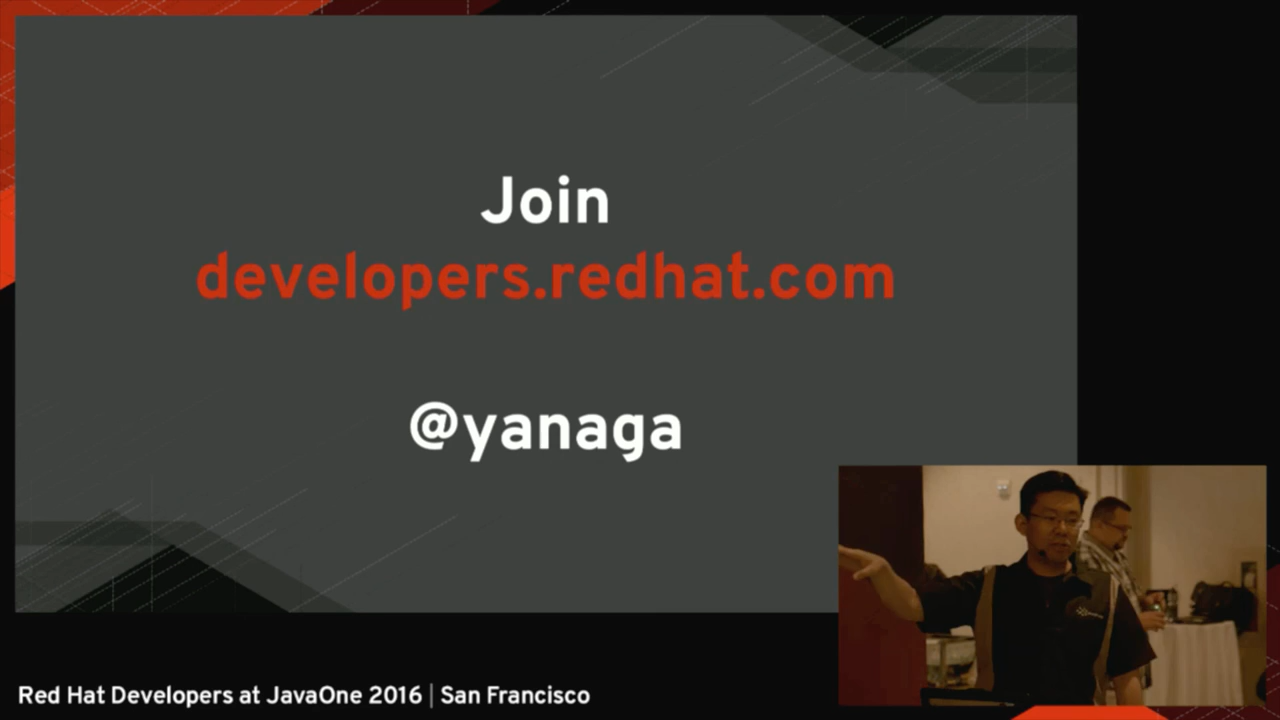 Join
developers.redhat.com
@yanaga
Red Hat Developers at JavaOne 2016 | San Francisco